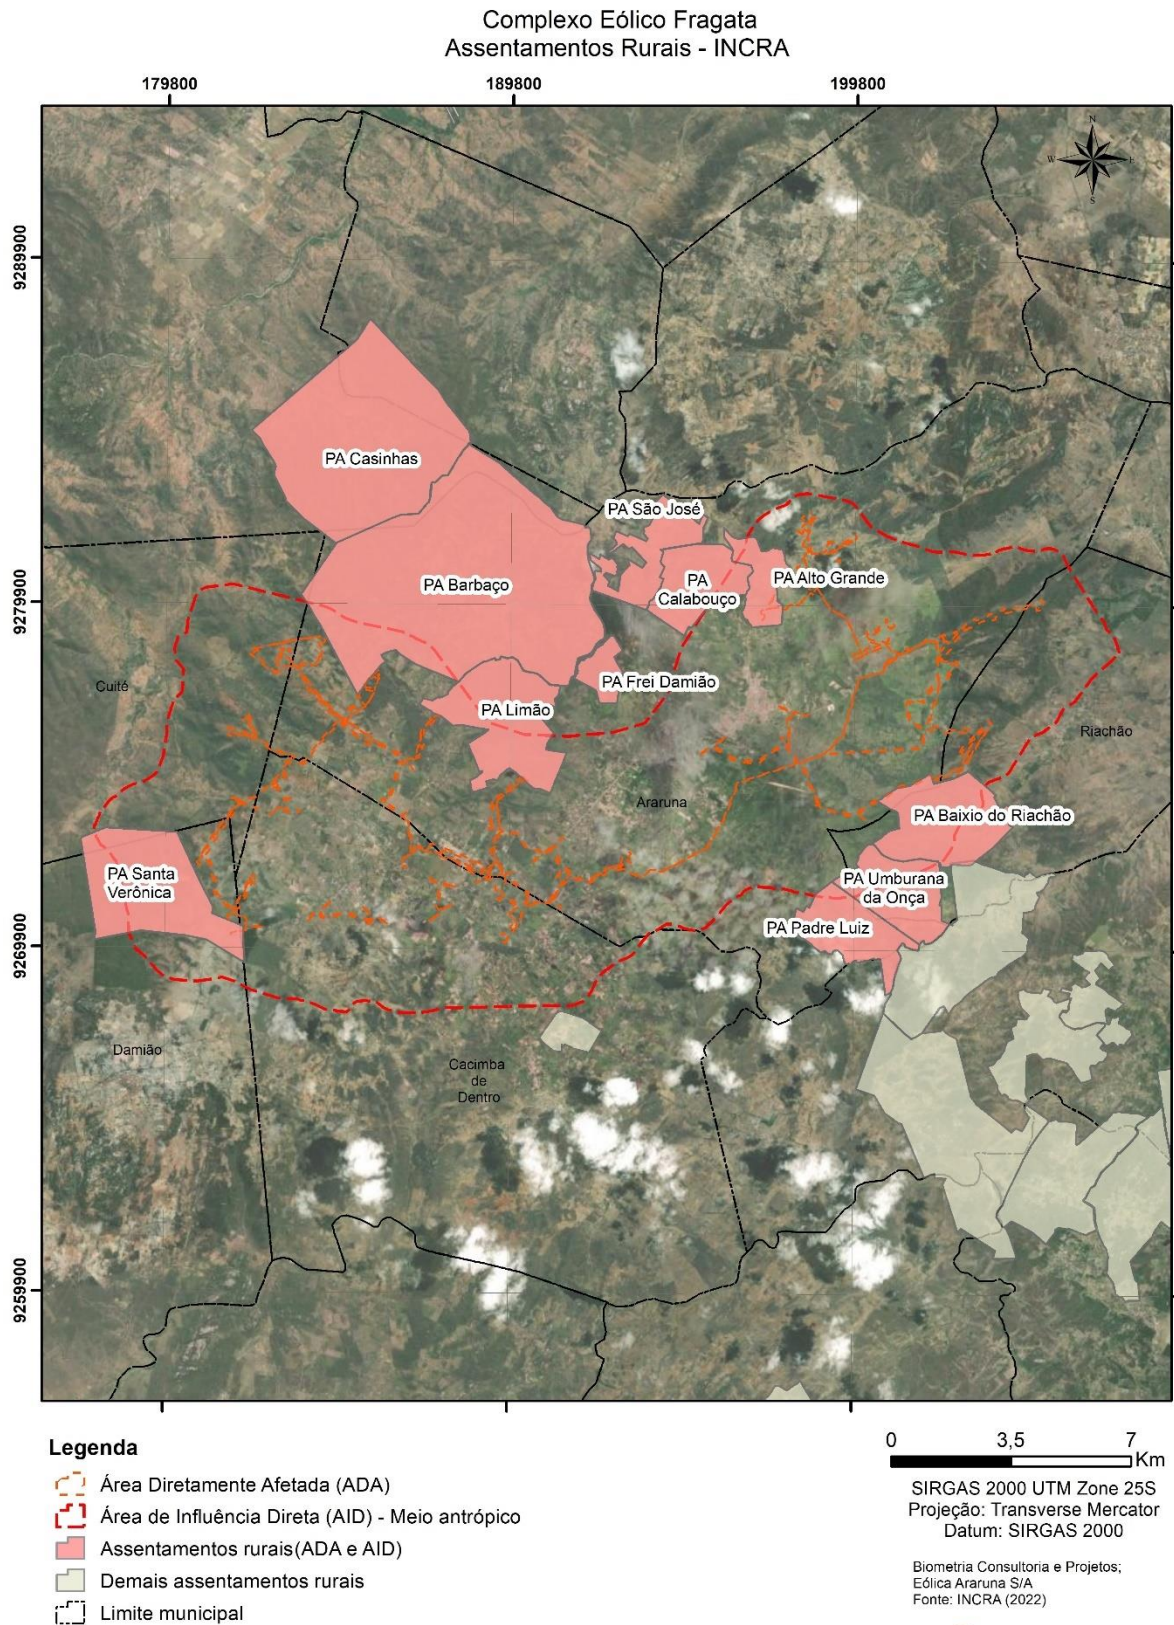 Complexo Eólico Fragata
Assentamentos Rurais - INCRA
179800
189800
199800
N
W
E
S
9289900
PA Casinhas
PA São José
PA Barbaço
PA
Calabouço
PA Alto Grande
9279900
Cuité
PA Frei Damião
PA Limão
Riachão
Araruna
PA Baixio do Riachão
PA Santa
Verônica
PA Umburana
da Onça
PA Padre Luiz
9269900
Damião
Cacimba
de
Dentro
9259900
Legenda
Área Diretamente Afetada (ADA)
Área de Influência Direta (AID) - Meio antrópico
Assentamentos rurais(ADA e AID)
Demais assentamentos rurais
Limite municipal
0 3,5 7
Km
SIRGAS 2000 UTM Zone 25S
Projeção: Transverse Mercator
Datum: SIRGAS 2000
Biometria Consultoria e Projetos;
Eólica Araruna S/A
Fonte: INCRA (2022)